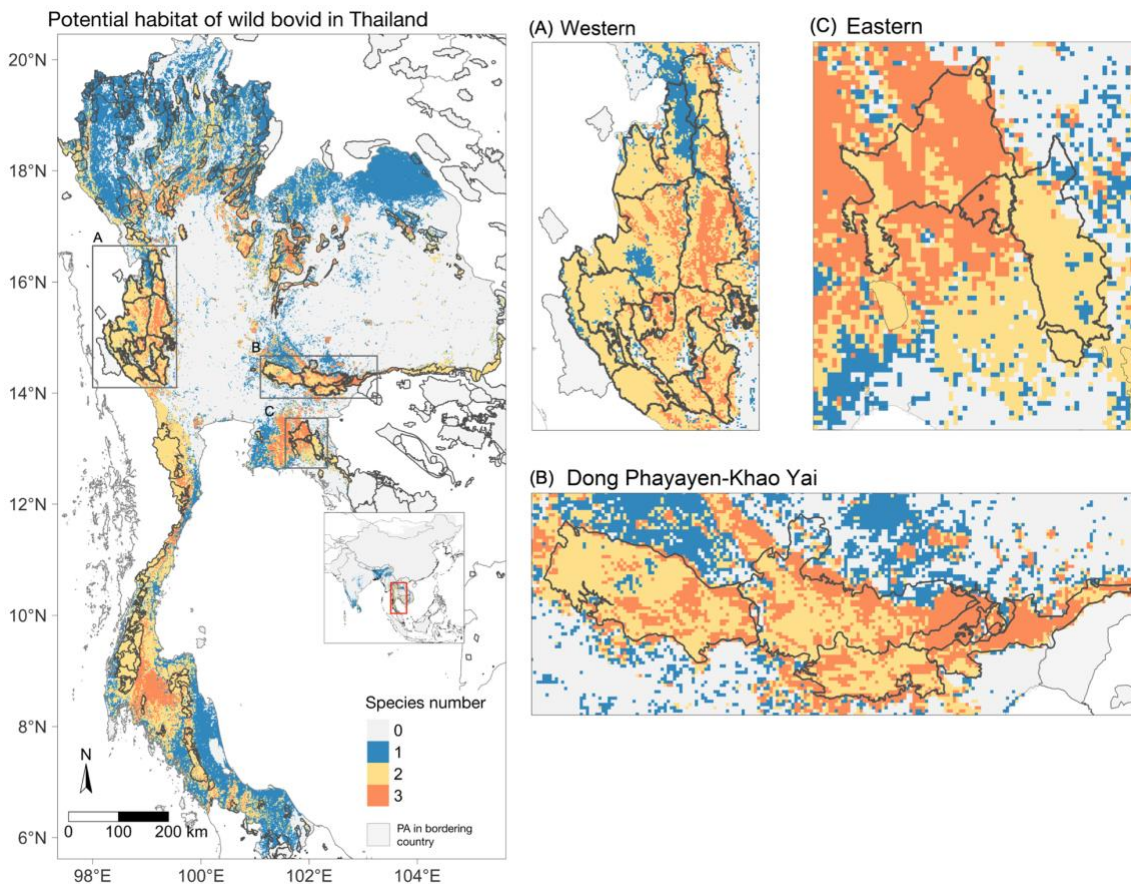 Potential habitat of wild bovid in Thailand
20°N
18°N
16°N
14°N
12°N
10°N
8°N
6°N
98°E
100°E
102°E
104°E
A
B
C
N
0 100 200 km
Species number
0
1
2
3
PA in bordering
country
(A) Western
(C) Eastern
(B) Dong Phayayen-Khao Yai